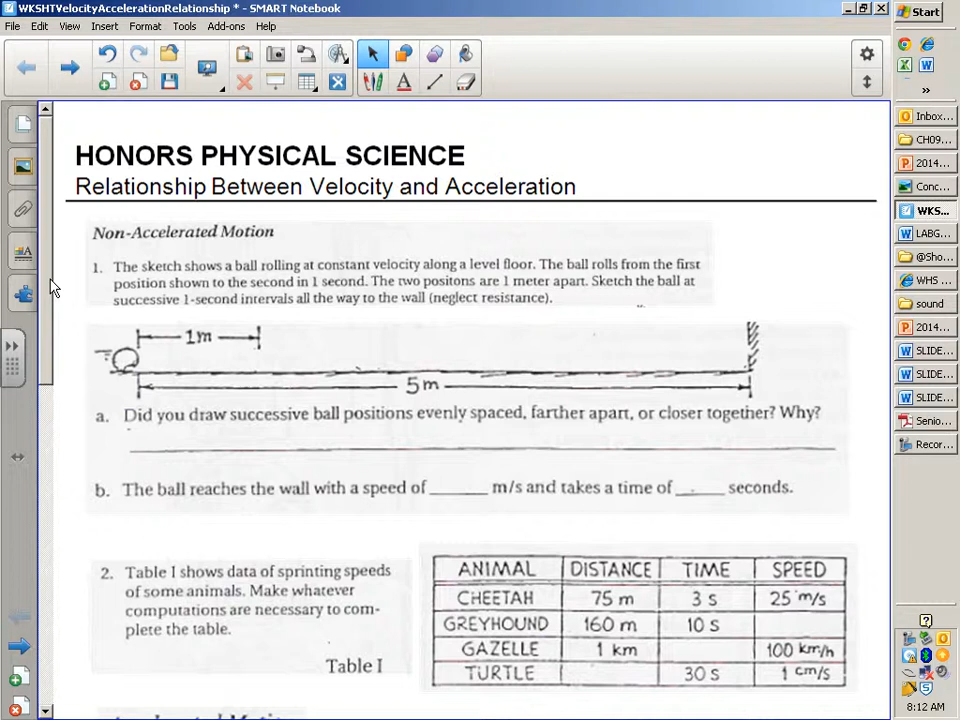 WKSHTVelocityAccelerationRelationship * - SMART Notebook
File Edit View Insert Format Tools Add-ons Help
Start
Inbox...
CH09...
2014...
Conc...
WKS...
LABG...
@Sho...
WHS ...
sound
2014...
SLIDE...
SLIDE...
SLIDE...
Senio...
Recor...
8:12 AM
HONORS PHYSICAL SCIENCE
Relationship Between Velocity and Acceleration
Non-Accelerated Motion
1. The sketch shows a ball rolling at constant velocity along a level floor. The ball rolls from the first
position shown to the second in 1 second. The two positons are 1 meter apart. Sketch the ball at
successive 1-second intervals all the way to the wall (neglect resistance).
1m
5m
a. Did you draw successive ball positions evenly spaced, farther apart, or closer together? Why?
b. The ball reaches the wall with a speed of ______ m/s and takes a time of _____ seconds.
2. Table I shows data of sprinting speeds
of some animals. Make whatever
computations are necessary to com-
plete the table.
Table I
ANIMAL DISTANCE TIME SPEED
CHEETAH 75 m 3 s 25 m/s
GREYHOUND 160 m 10 s
GAZELLE 1 km 100 km/h
TURTLE 30 s 1 cm/s